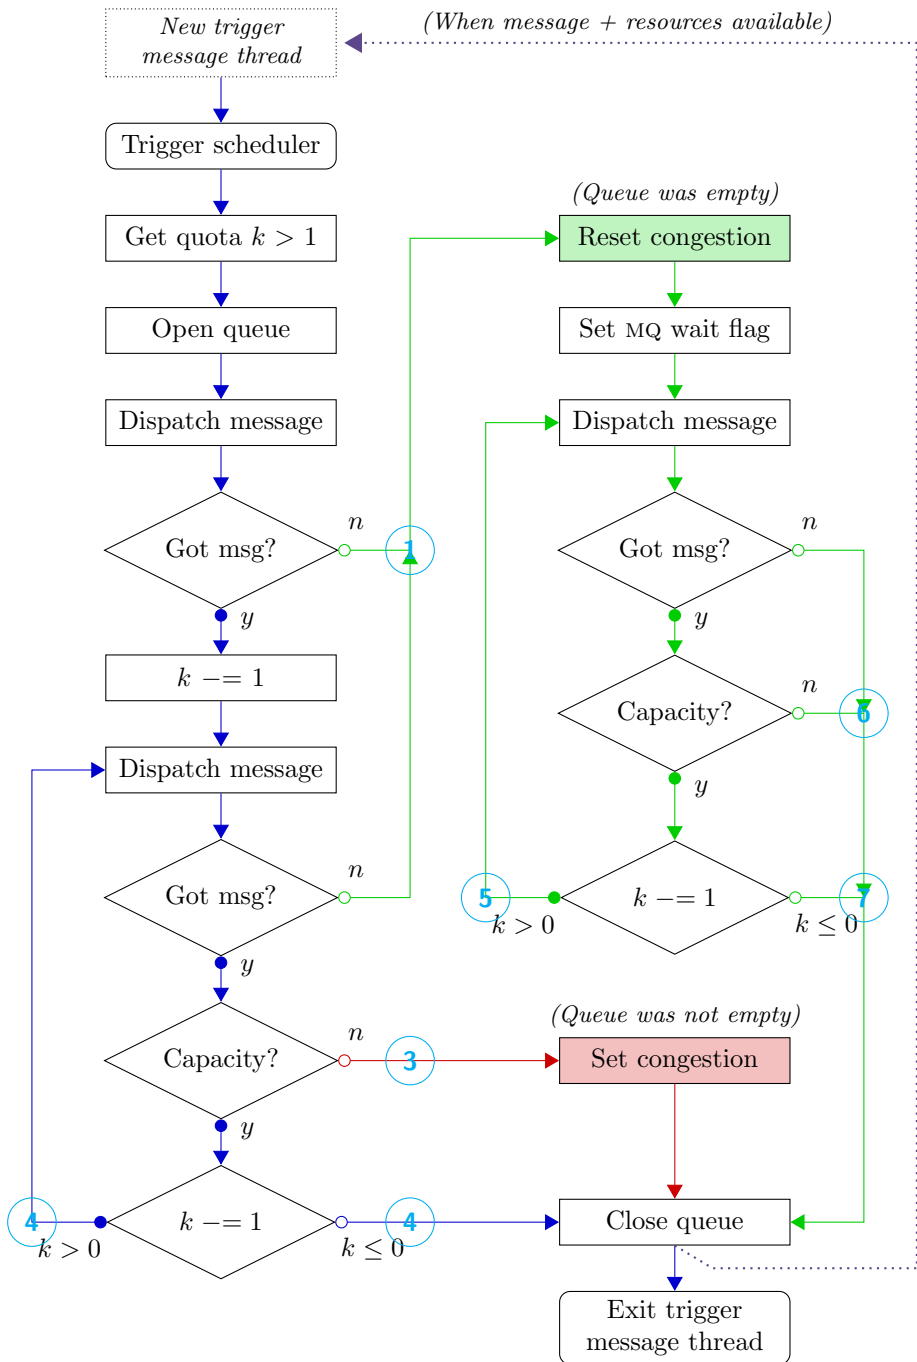 New trigger
message thread
(When message + resources available)
Trigger scheduler
Get quota k > 1
Open queue
Dispatch message
Got msg?
n
1
y
k −= 1
Dispatch message
Got msg?
n
y
Capacity?
n
3
y
k −= 1
4
k > 0
4
k ≤ 0
(Queue was empty)
Reset congestion
Set MQ wait flag
Dispatch message
Got msg?
n
y
Capacity?
n
6
y
k −= 1
5
k > 0
7
k ≤ 0
(Queue was not empty)
Set congestion
Close queue
Exit trigger
message thread